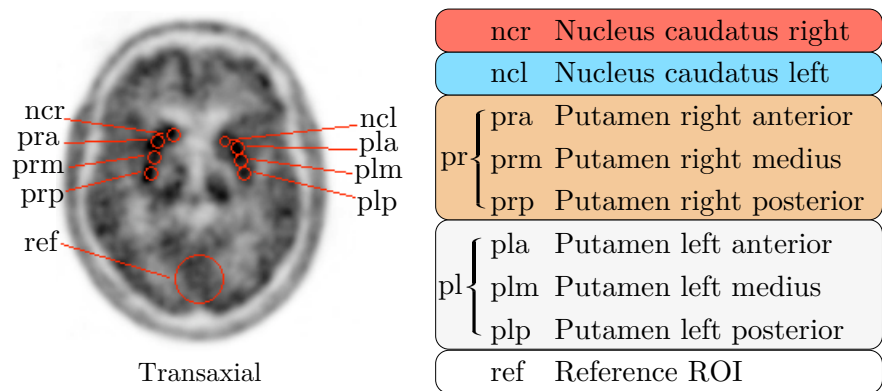 ncr
pra
prm
prp
ref
ncl
pla
plm
plp
Transaxial
ncr Nucleus caudatus right
ncl Nucleus caudatus left
pr
pra Putamen right anterior
prm Putamen right medius
prp Putamen right posterior
pl
pla Putamen left anterior
plm Putamen left medius
plp Putamen left posterior
ref Reference ROI